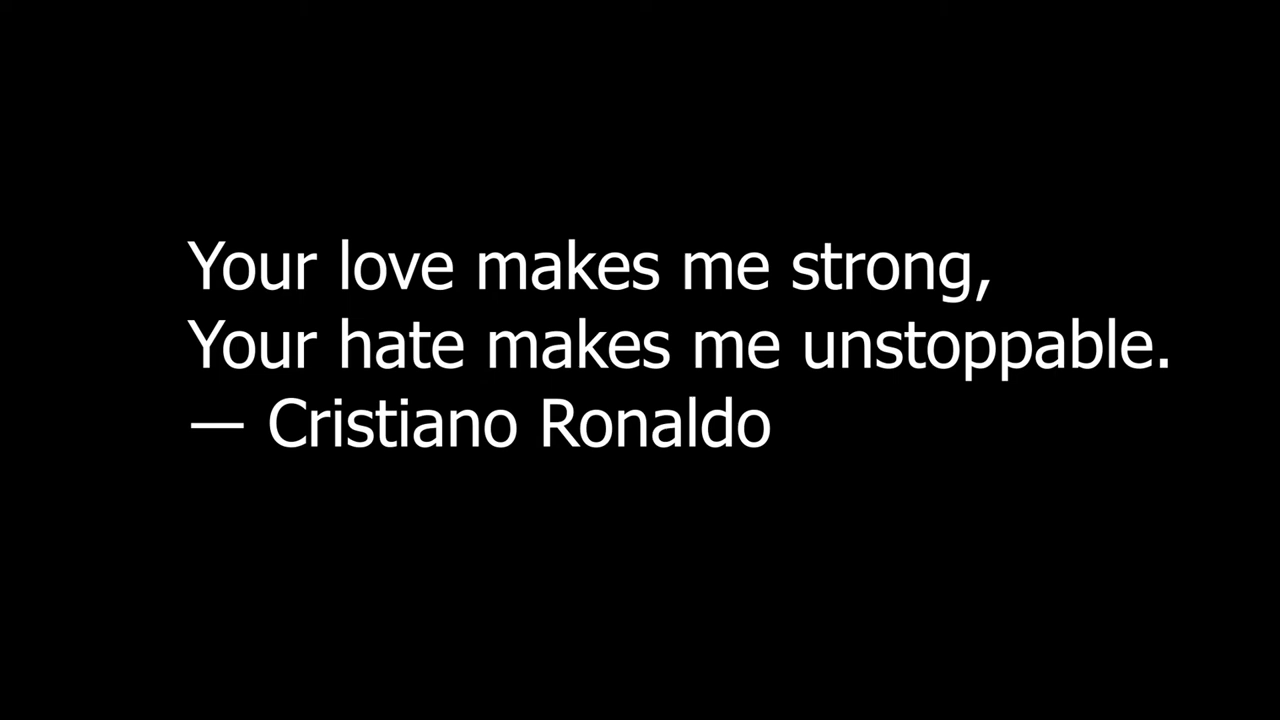 Your love makes me strong,
Your hate makes me unstoppable.
— Cristiano Ronaldo